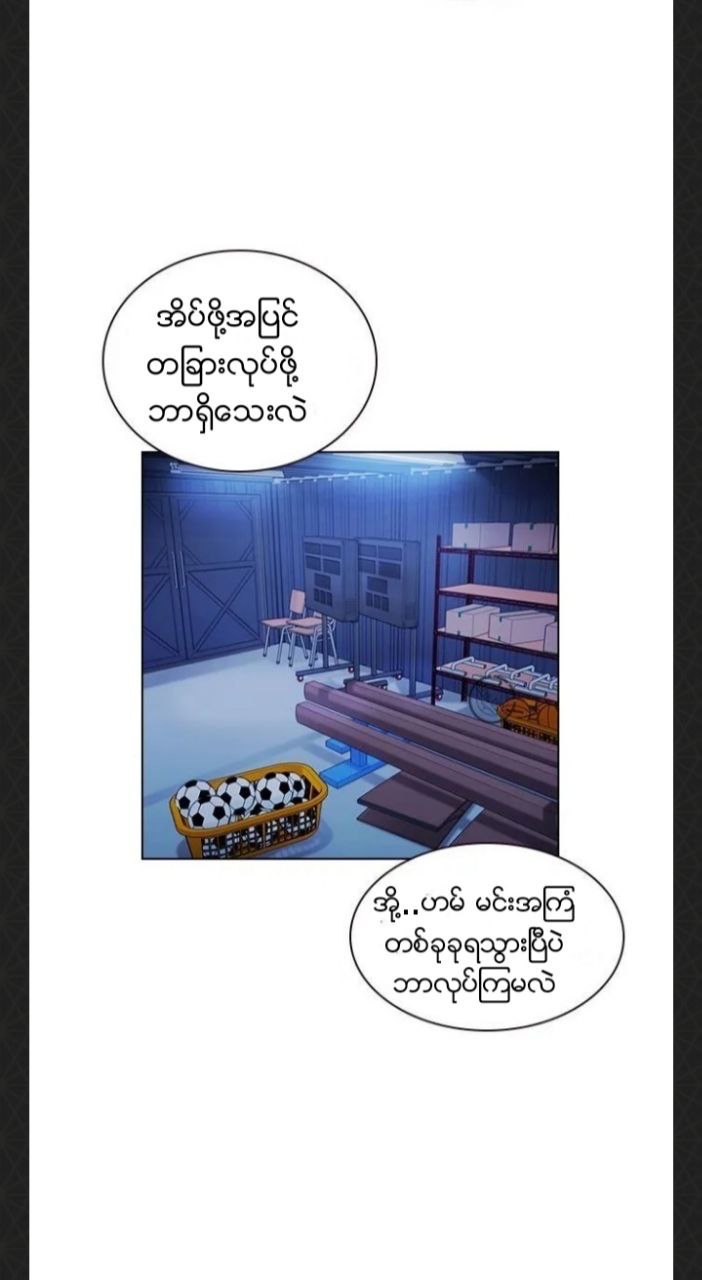 အိပ်ဖို့အပြင်
တခြားလုပ်ဖို့
ဘာရှိသေးလဲ
အို့..ဟမ် မင်းအကြံ
တစ်ခုခုရသွားပြီပဲ
ဘာလုပ်ကြမလဲ